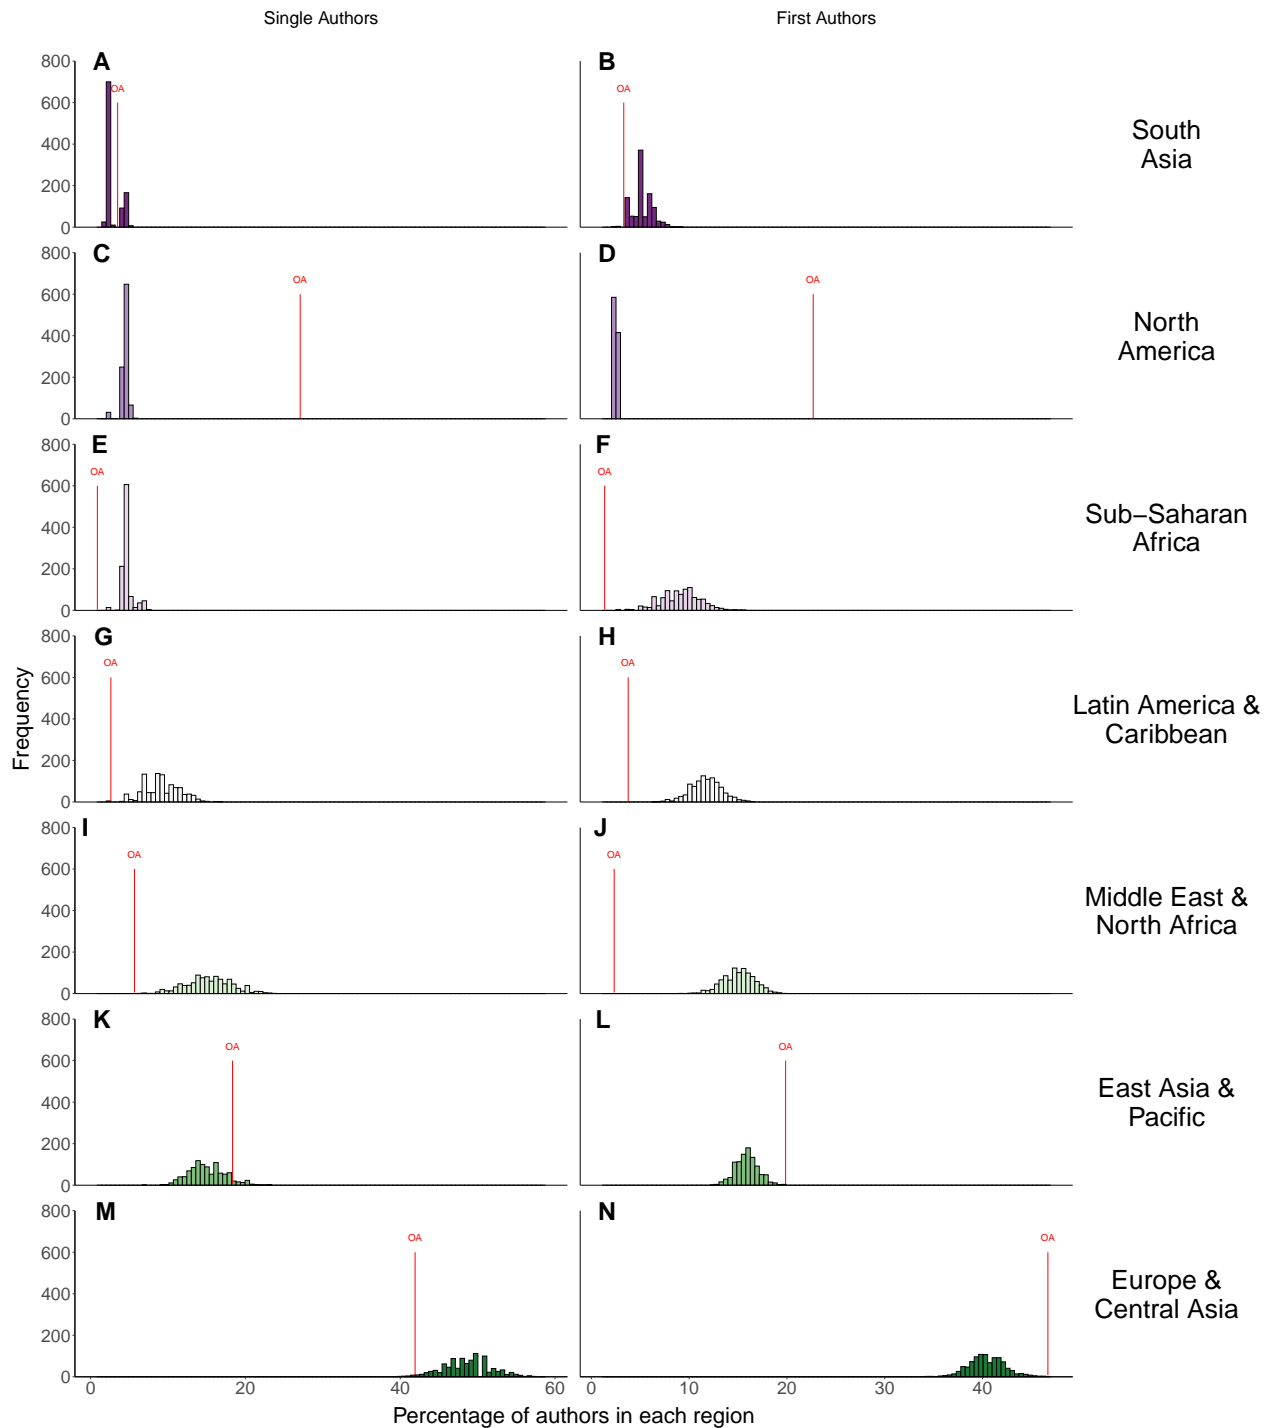 Single Authors
First Authors
A
B
800
600
400
200
0
OA
OA
South
Asia
C
D
800
600
400
200
0
OA
OA
North
America
E
F
800
600
400
200
0
OA
OA
Sub−Saharan
Africa
G
H
800
600
400
200
0
OA
OA
Latin America &
Caribbean
Frequency
I
J
800
600
400
200
0
OA
OA
Middle East &
North Africa
K
L
800
600
400
200
0
OA
OA
East Asia &
Pacific
M
N
800
600
400
200
0
OA
OA
Europe &
Central Asia
0 20 40 60
0 10 20 30 40
Percentage of authors in each region